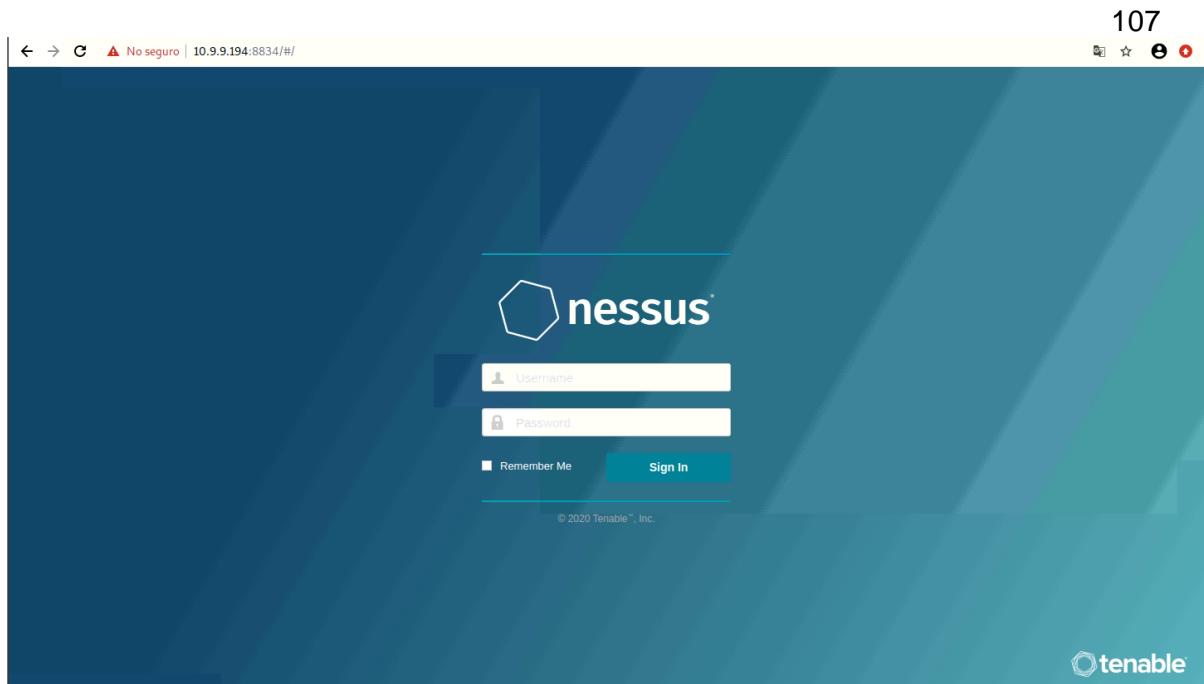 107
No seguro | 10.9.9.194:8834/#/
nessus
Username
Password
Remember Me
Sign In
© 2020 Tenable™, Inc.
tenable